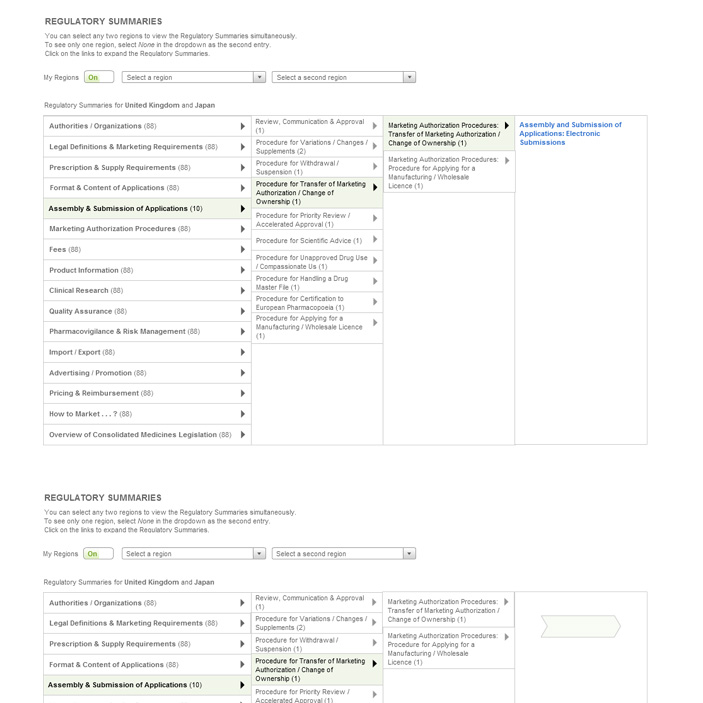 REGULATORY SUMMARIES
You can select any two regions to view the Regulatory Summaries simultaneously.
To see only one region, select None in the dropdown as the second entry.
Click on the links to expand the Regulatory Summaries.
My Regions On Select a region Select a second region
Regulatory Summaries for United Kingdom and Japan
Authorities / Organizations (88)
Legal Definitions & Marketing Requirements (88)
Prescription & Supply Requirements (88)
Format & Content of Applications (88)
Assembly & Submission of Applications (10)
Marketing Authorization Procedures (88)
Fees (88)
Product Information (88)
Clinical Research (88)
Quality Assurance (88)
Pharmacovigilance & Risk Management (88)
Import / Export (88)
Advertising / Promotion (88)
Pricing & Reimbursement (88)
How to Market . . . ? (88)
Overview of Consolidated Medicines Legislation (88)
Review, Communication & Approval
(1)
Procedure for Variations / Changes /
Supplements (2)
Procedure for Withdrawal /
Suspension (1)
Procedure for Transfer of Marketing
Authorization / Change of
Ownership (1)
Procedure for Priority Review /
Accelerated Approval (1)
Procedure for Scientific Advice (1)
Procedure for Unapproved Drug Use
/ Compassionate Us (1)
Procedure for Handling a Drug
Master File (1)
Procedure for Certification to
European Pharmacopoeia (1)
Procedure for Applying for a
Manufacturing / Wholesale Licence
(1)
Marketing Authorization Procedures:
Transfer of Marketing Authorization /
Change of Ownership (1)
Marketing Authorization Procedures:
Procedure for Applying for a
Manufacturing / Wholesale
Licence (1)
Assembly and Submission of
Applications: Electronic
Submissions
REGULATORY SUMMARIES
You can select any two regions to view the Regulatory Summaries simultaneously.
To see only one region, select None in the dropdown as the second entry.
Click on the links to expand the Regulatory Summaries.
My Regions On Select a region Select a second region
Regulatory Summaries for United Kingdom and Japan
Authorities / Organizations (88)
Legal Definitions & Marketing Requirements (88)
Prescription & Supply Requirements (88)
Format & Content of Applications (88)
Assembly & Submission of Applications (10)
Review, Communication & Approval
(1)
Procedure for Variations / Changes /
Supplements (2)
Procedure for Withdrawal /
Suspension (1)
Procedure for Transfer of Marketing
Authorization / Change of
Ownership (1)
Procedure for Priority Review /
Accelerated Approval (1)
Marketing Authorization Procedures:
Transfer of Marketing Authorization /
Change of Ownership (1)
Marketing Authorization Procedures:
Procedure for Applying for a
Manufacturing / Wholesale
Licence (1)